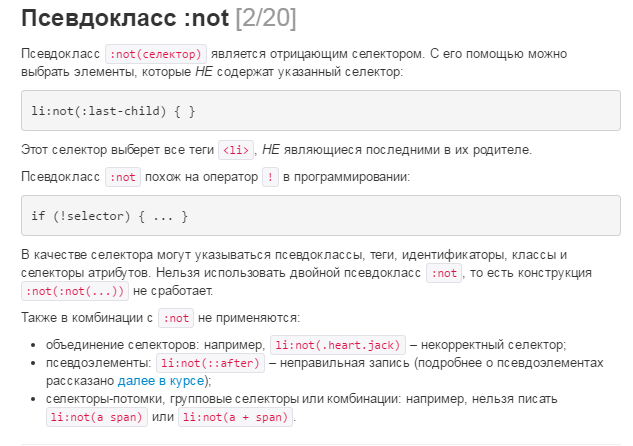 Псевдокласс :not [2/20]
Псевдокласс :not(селектор) является отрицающим селектором. С его помощью можно
выбрать элементы, которые НЕ содержат указанный селектор:
li:not(:last-child) { }
Этот селектор выберет все теги <li>, НЕ являющиеся последними в их родителе.
Псевдокласс :not похож на оператор ! в программировании:
if (!selector) { ... }
В качестве селектора могут указываться псевдоклассы, теги, идентификаторы, классы и
селекторы атрибутов. Нельзя использовать двойной псевдокласс :not, то есть конструкция
:not(:not(...)) не сработает.
Также в комбинации с :not не применяются:
• объединение селекторов: например, li:not(.heart.jack) – некорректный селектор;
• псевдоэлементы: li:not(::after) – неправильная запись (подробнее о псевдоэлементах
рассказано далее в курсе);
• селекторы-потомки, групповые селекторы или комбинации: например, нельзя писать
li:not(a span) или li:not(a + span).